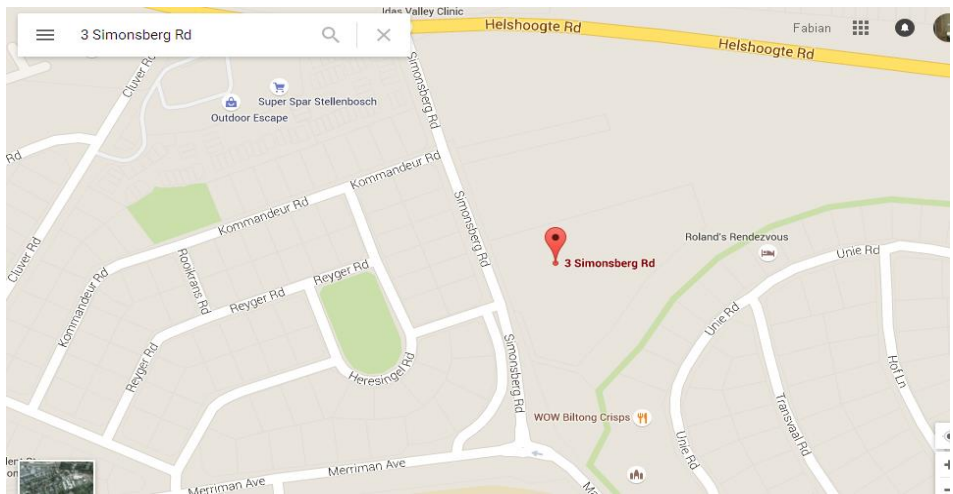 Idas Valley Clinic
3 Simonsberg Rd
Helshoogte Rd
Fabian
Helshoogte Rd
Cluver Rd
Simonsberg Rd
Super Spar Stellenbosch
Outdoor Escape
Rd
Kommandeur Rd
Kommandeur Rd
Simonsberg Rd
Cluver Rd
Rooikrans Rd
Roland's Rendezvous
Unie Rd
3 Simonsberg Rd
Reyger Rd
Reyger Rd
Kommandeur Rd
Unie Rd
Reyger Rd
Heresingel Rd
Simonsberg Rd
Hof Ln
Transvaal Rd
WOW Biltong Crisps
Unie Rd
Merriman Ave
Merriman Ave